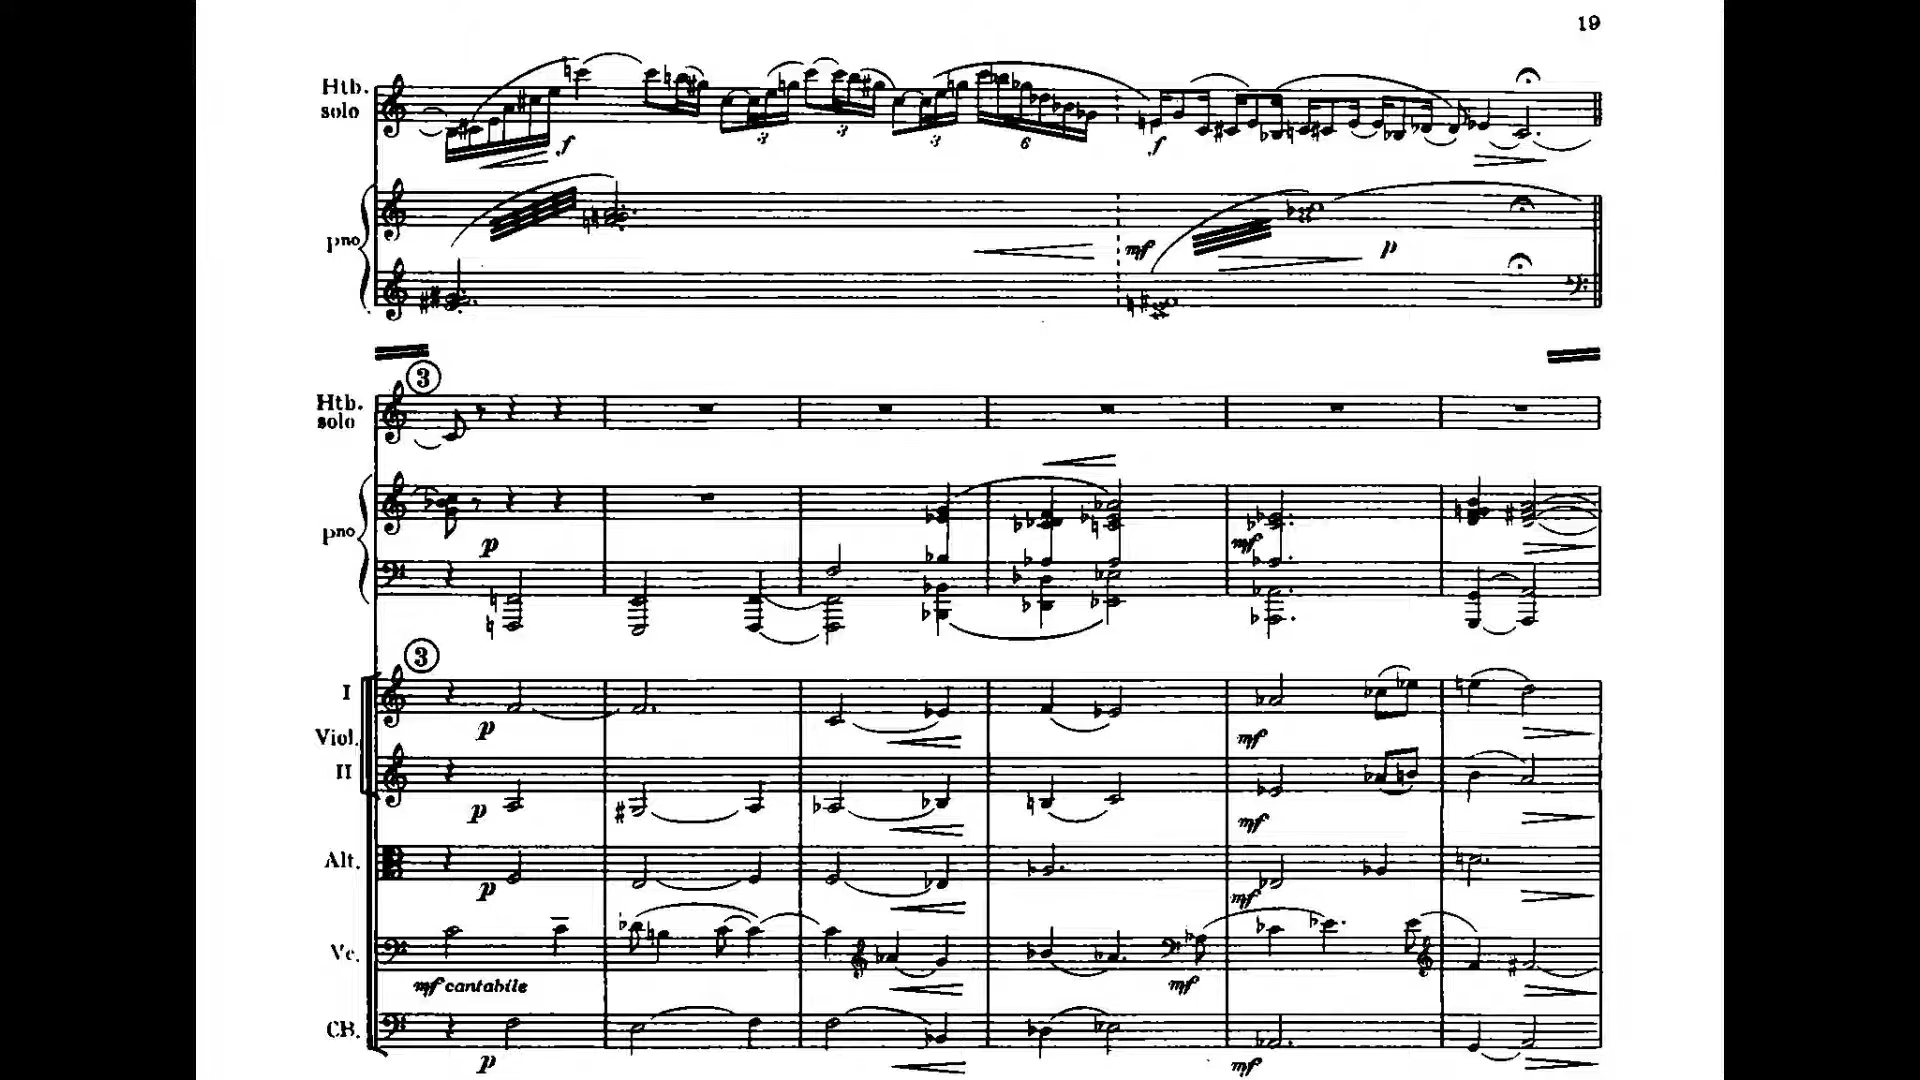 19
Htb.
solo
f
3
3
3
6
f
pno
mf
p
3
Htb.
solo
pno
p
mf
3
I
p
mf
Viol.
II
p
mf
Alt.
p
mf
Vc.
mf cantabile
mf
CB.
p
mf